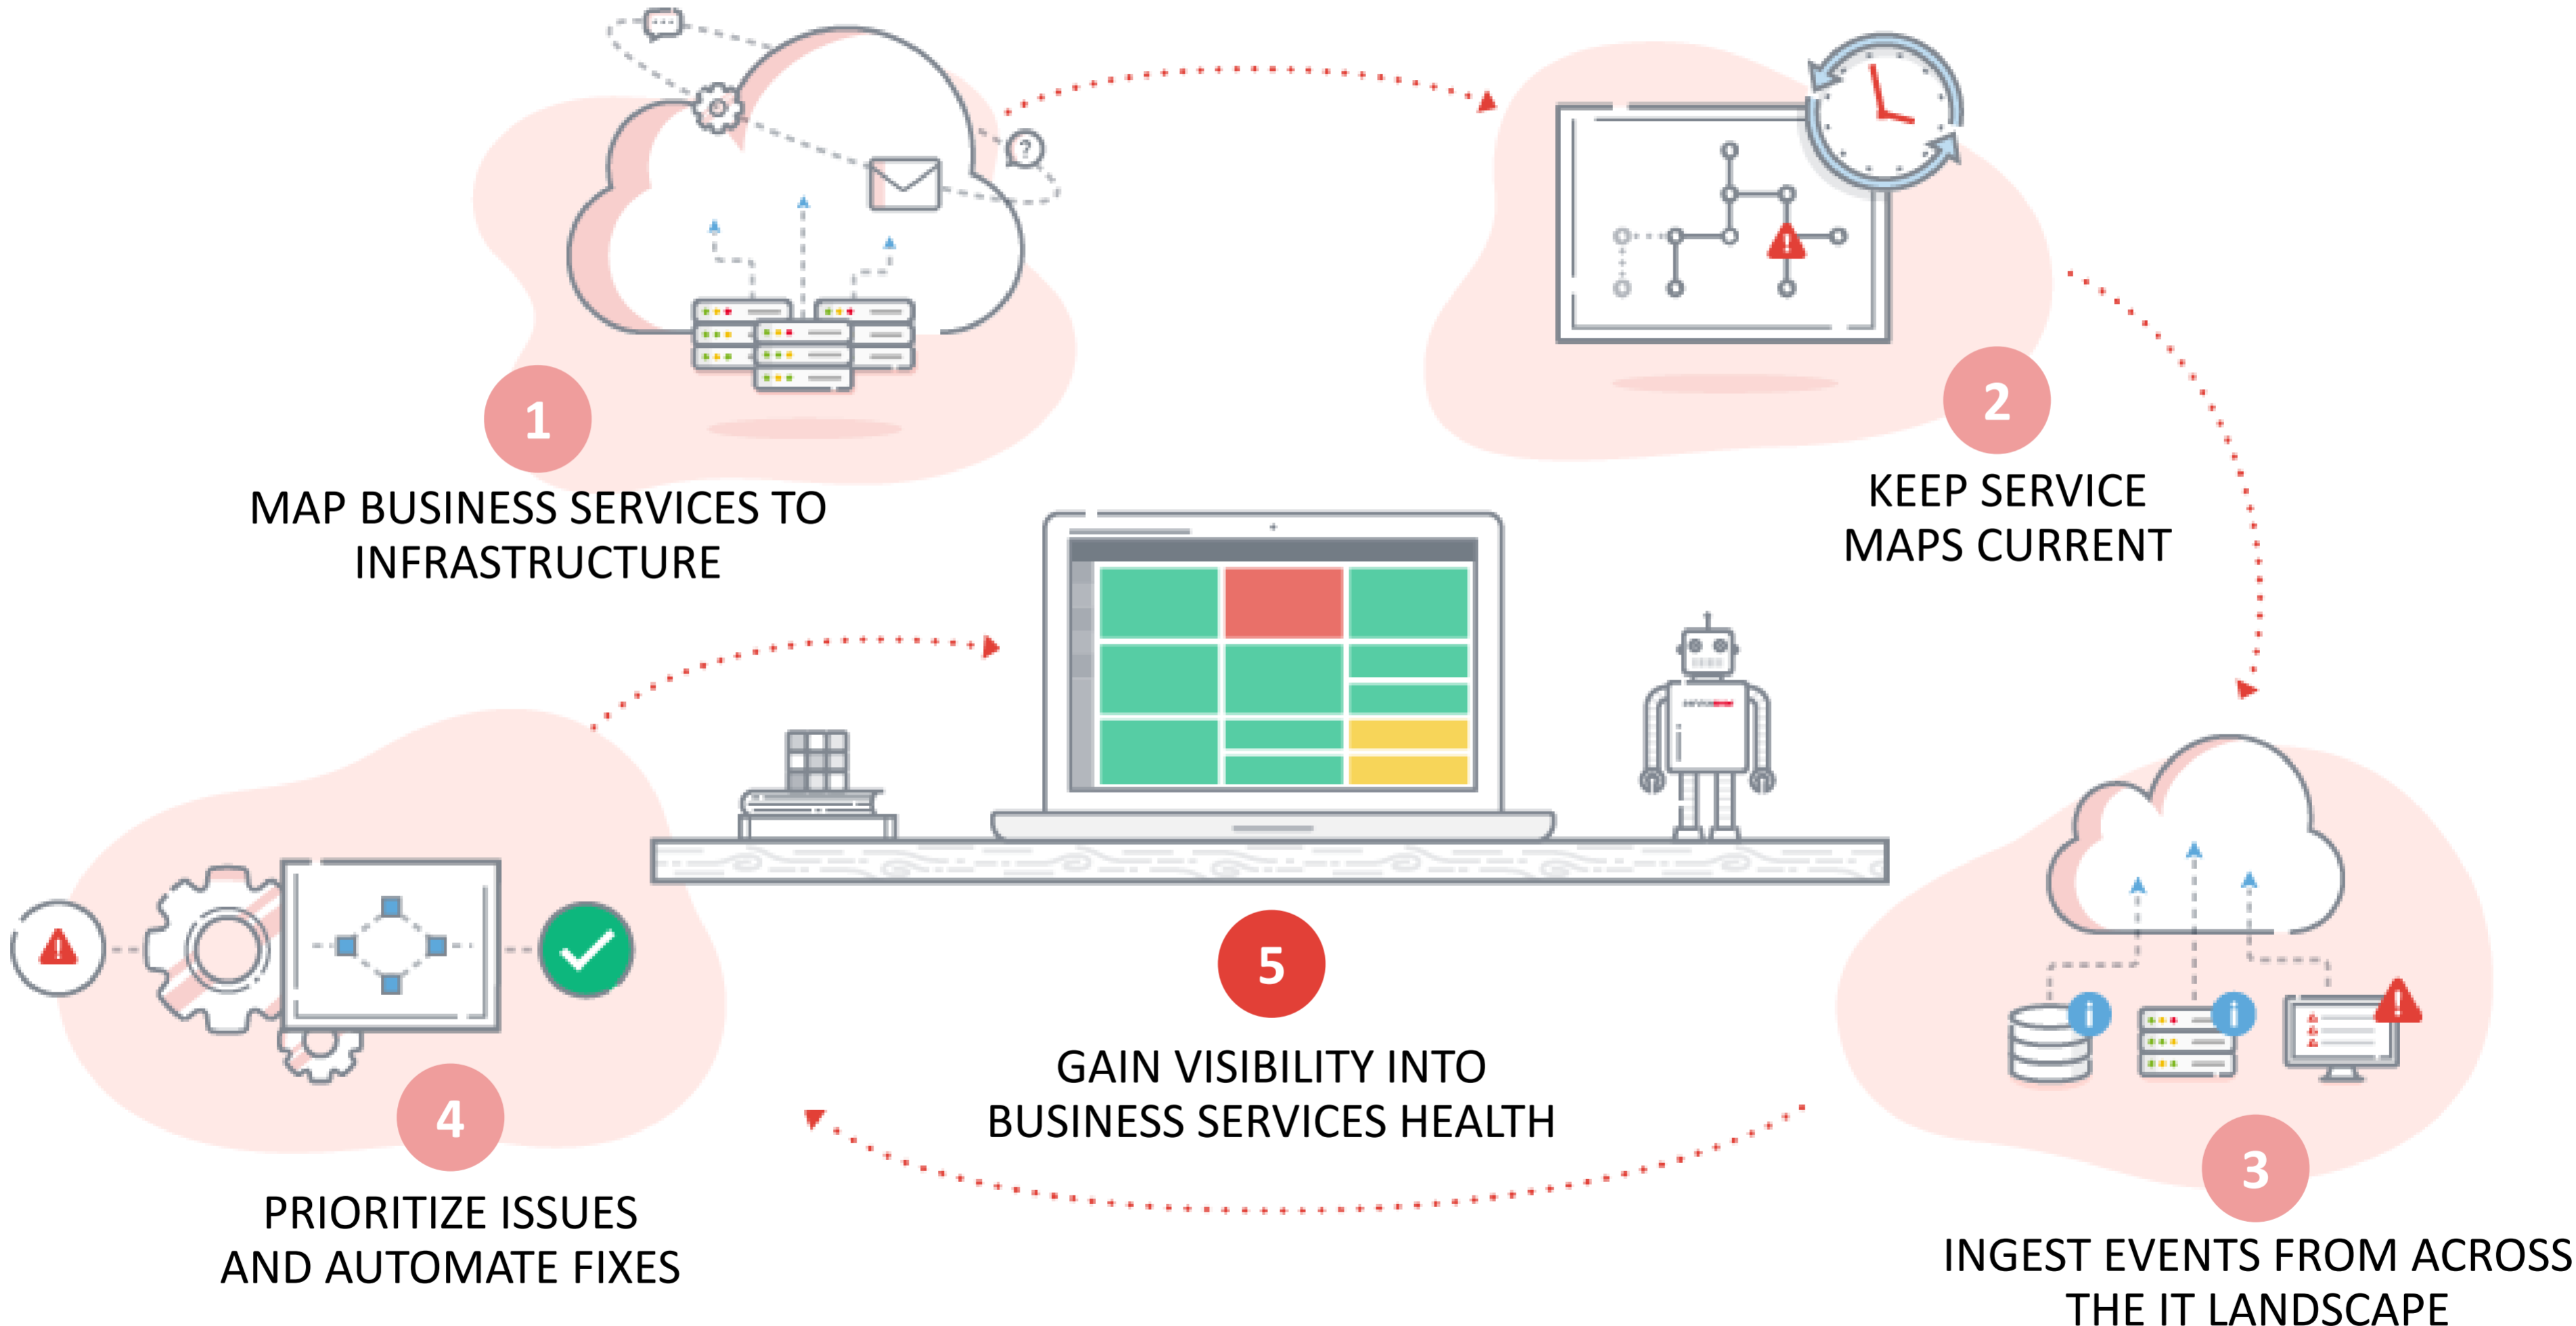 1
MAP BUSINESS SERVICES TO
INFRASTRUCTURE
2
KEEP SERVICE
MAPS CURRENT
3
INGEST EVENTS FROM ACROSS
THE IT LANDSCAPE
4
PRIORITIZE ISSUES
AND AUTOMATE FIXES
5
GAIN VISIBILITY INTO
BUSINESS SERVICES HEALTH